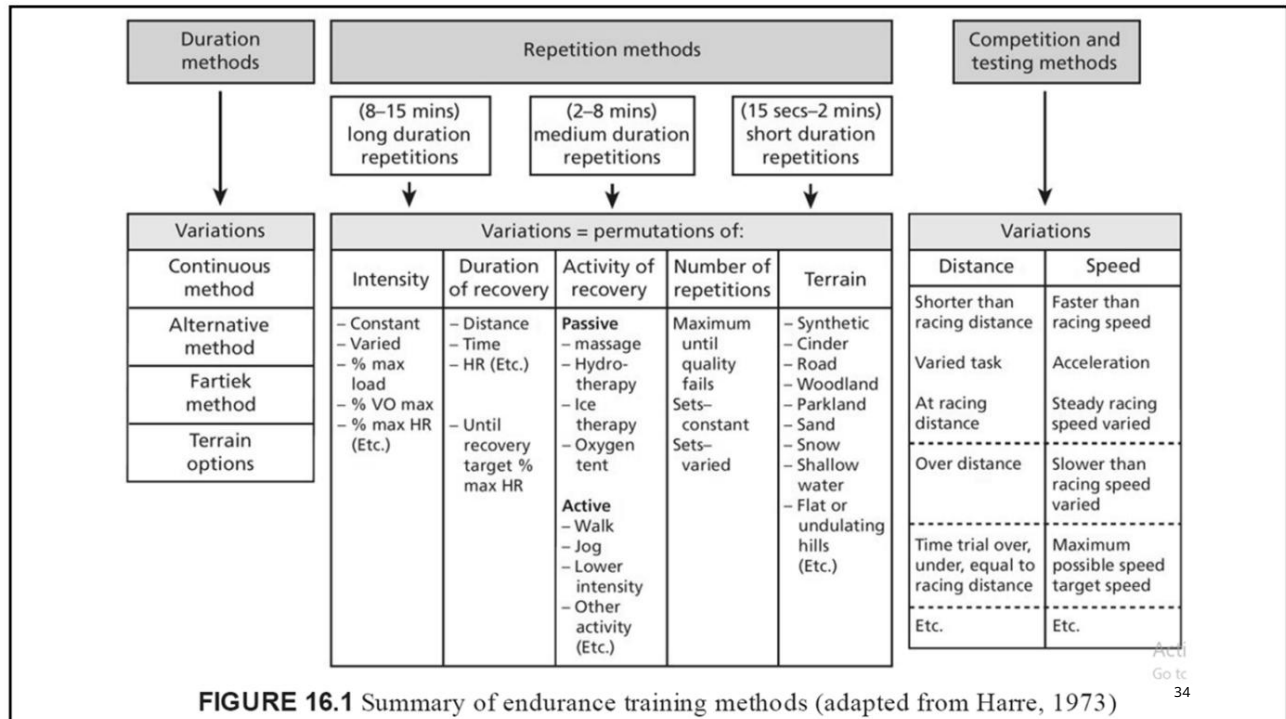 Duration
methods
Repetition methods
Competition and
testing methods
(8–15 mins)
long duration
repetitions
(2–8 mins)
medium duration
repetitions
(15 secs–2 mins)
short duration
repetitions
Variations
Continuous
method
Alternative
method
Fartiek
method
Terrain
options
Variations = permutations of:
Intensity
– Constant
– Varied
– % max
load
– % VO max
– % max HR
(Etc.)
Duration
of recovery
– Distance
– Time
– HR (Etc.)
– Until
recovery
target %
max HR
Activity of
recovery
Passive
– massage
– Hydro-
therapy
– Ice
therapy
– Oxygen
tent
Active
– Walk
– Jog
– Lower
intensity
– Other
activity
(Etc.)
Number of
repetitions
Maximum
until
quality
fails
Sets–
constant
Sets–
varied
Terrain
– Synthetic
– Cinder
– Road
– Woodland
– Parkland
– Sand
– Snow
– Shallow
water
– Flat or
undulating
hills
(Etc.)
Variations
Distance
Speed
Shorter than
racing distance
Faster than
racing speed
Varied task
Acceleration
At racing
distance
Steady racing
speed varied
Over distance
Slower than
racing speed
varied
Time trial over,
under, equal to
racing distance
Maximum
possible speed
target speed
Etc.
Etc.
Acti
Go to
34
FIGURE 16.1 Summary of endurance training methods (adapted from Harre, 1973)